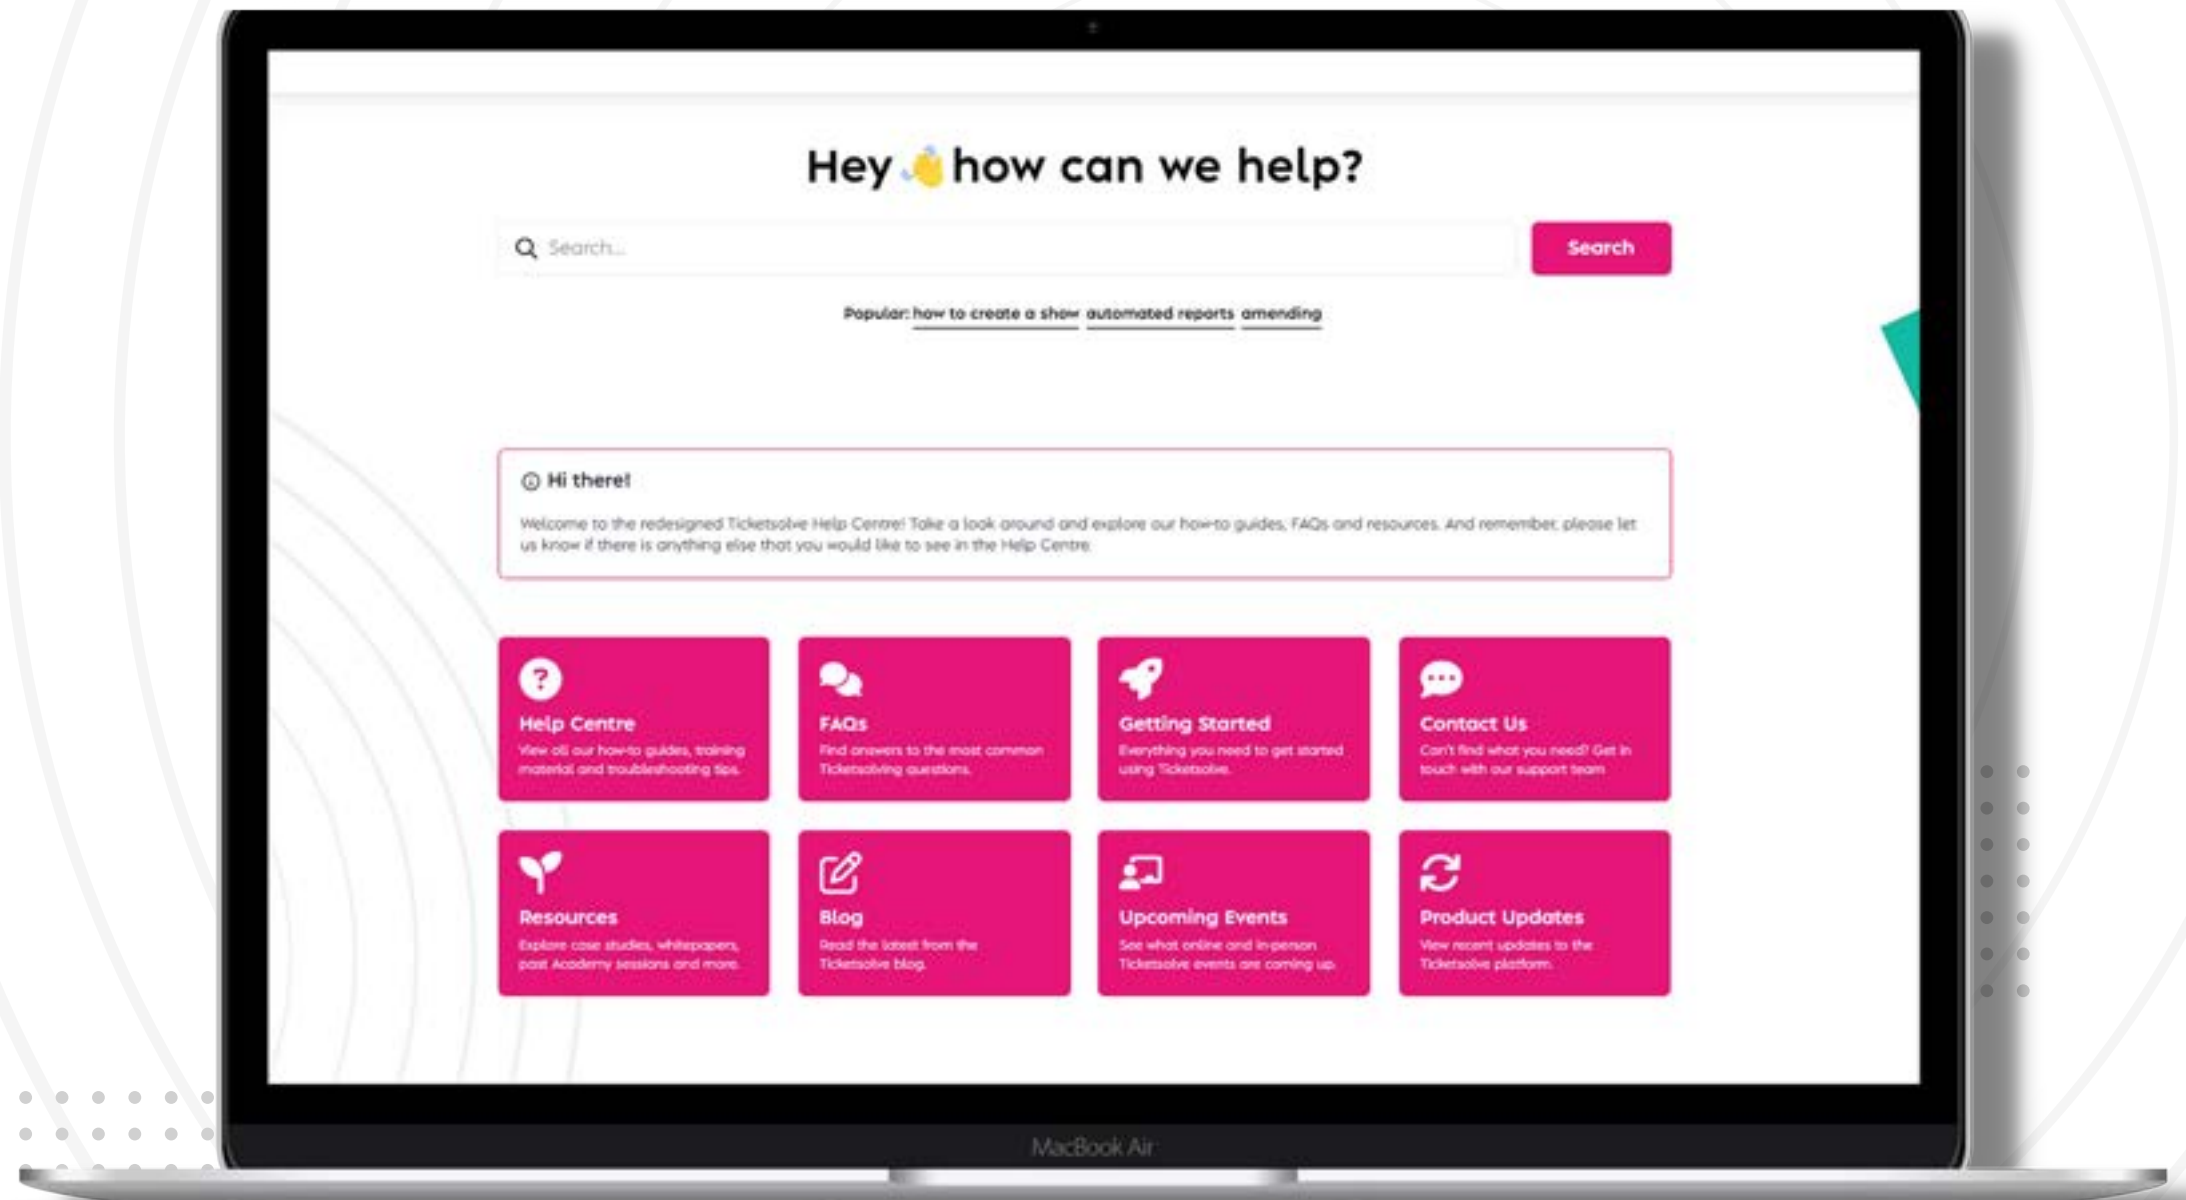 Hey 👋 how can we help?
Search...
Search
Popular: how to create a show automated reports amending
Hi there!
Welcome to the redesigned Ticketsolve Help Centre! Take a look around and explore our how-to guides, FAQs and resources. And remember, please let
us know if there is anything else that you would like to see in the Help Centre.
Help Centre
View all our how-to guides, training
material and troubleshooting tips.
FAQs
Find answers to the most common
Ticketsolving questions.
Getting Started
Everything you need to get started
using Ticketsolve.
Contact Us
Can't find what you need? Get in
touch with our support team
Resources
Explore case studies, whitepapers,
past Academy sessions and more.
Blog
Read the latest from the
Ticketsolve blog.
Upcoming Events
See what online and in-person
Ticketsolve events are coming up.
Product Updates
View recent updates to the
Ticketsolve platform.
MacBook Air